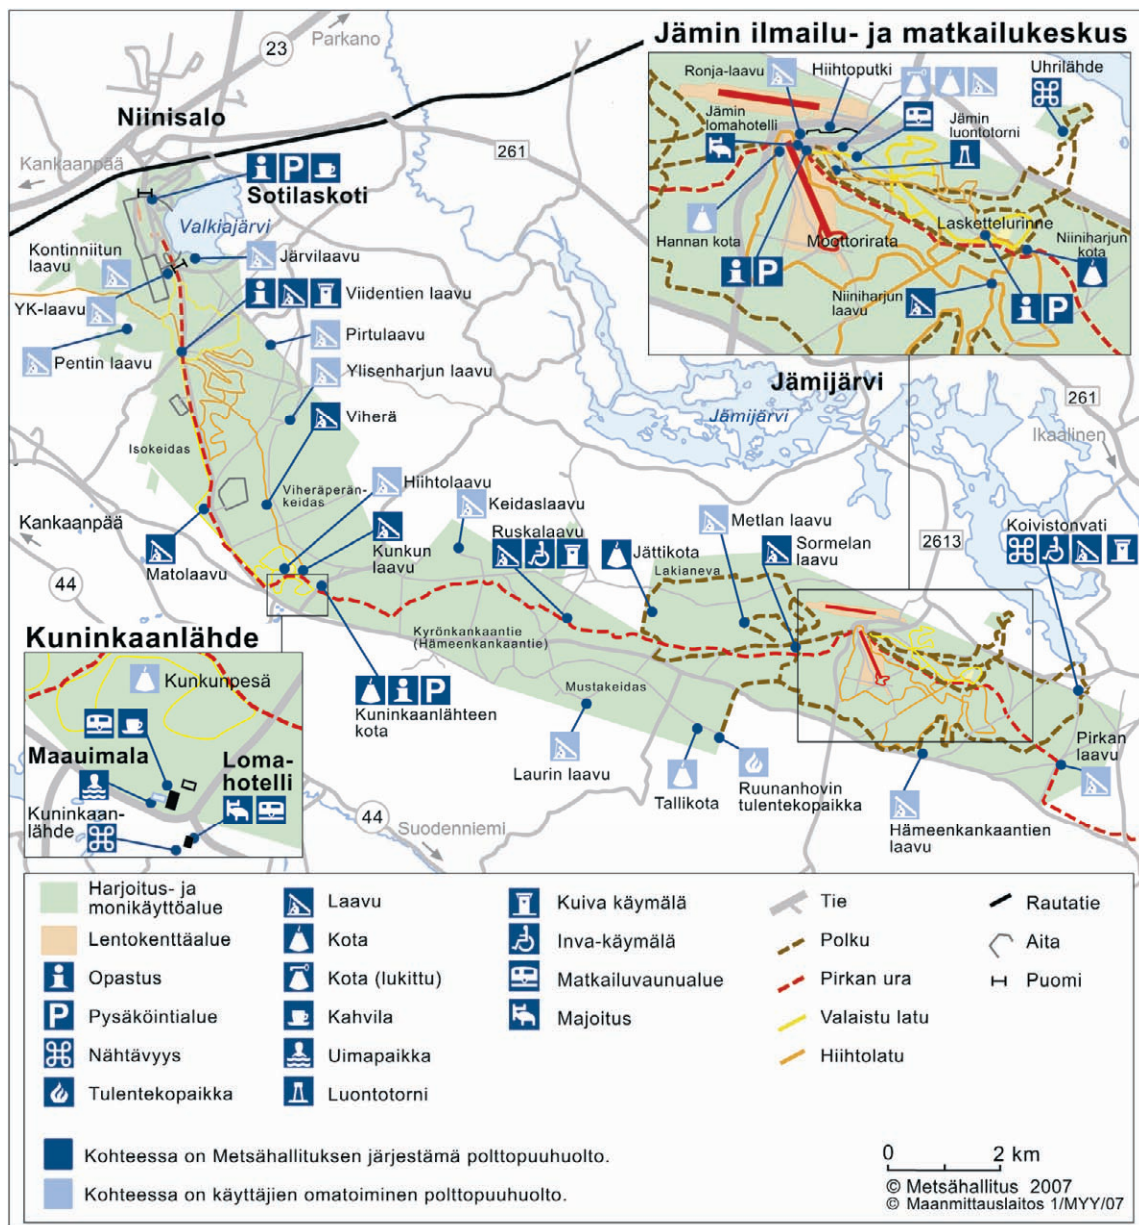 Parkano
23
Niinisalo
Kankaanpää
261
i P
Sotilaskoti
Valkiajärvi
Kontinniitun
laavu
Järvilaavu
YK-laavu
i
Viidentien laavu
Pentin laavu
Pirtulaavu
Ylisenharjun laavu
Viherä
Isokeidas
Viheräperän-
keidas
Hiihtolaavu
Kankaanpää
44
Matolaavu
Kunkun
laavu
Keidaslaavu
Ruskalaavu
Jättikota
Lakianeva
Metlan laavu
Sormelan
laavu
Kyrönkankaantie
(Hämeenkankaantie)
i P
Kuninkaanlähteen
kota
Mustakeidas
Laurin laavu
Tallikota
Ruunanhovin
tulentekopaikka
Hämeenkankaantien
laavu
Pirkan
laavu
Koivistonvati
2613
261
Ikaalinen
Jämijärvi
Jämijärvi
44
Suodenniemi
Jämin ilmailu- ja matkailukeskus
Ronja-laavu
Hiihtoputki
Uhrilähde
Jämin
lomahotelli
Jämin
luontotorni
Hannan kota
Moottorirata
Laskettelurinne
Niiniharjun
kota
i P
Niiniharjun
laavu
i P
Kuninkaanlähde
Kunkunpesä
Maauimala
Loma-
hotelli
Kuninkaan-
lähde
Harjoitus- ja
monikäyttöalue
Lentokenttäalue
i Opastus
P Pysäköintialue
Nähtävyys
Tulentekopaikka
Laavu
Kota
Kota (lukittu)
Kahvila
Uimapaikka
Luontotorni
Kuiva käymälä
Inva-käymälä
Matkailuvaunualue
Majoitus
Tie
Polku
Pirkan ura
Valaistu latu
Hiihtolatu
Rautatie
Aita
Puomi
Kohteessa on Metsähallituksen järjestämä polttopuuhuolto.
Kohteessa on käyttäjien omatoiminen polttopuuhuolto.
0 2 km
© Metsähallitus 2007
© Maanmittauslaitos 1/MYY/07